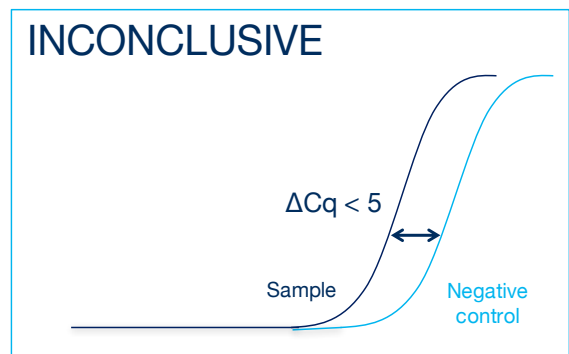 INCONCLUSIVE
ΔCq < 5
Sample
Negative
control